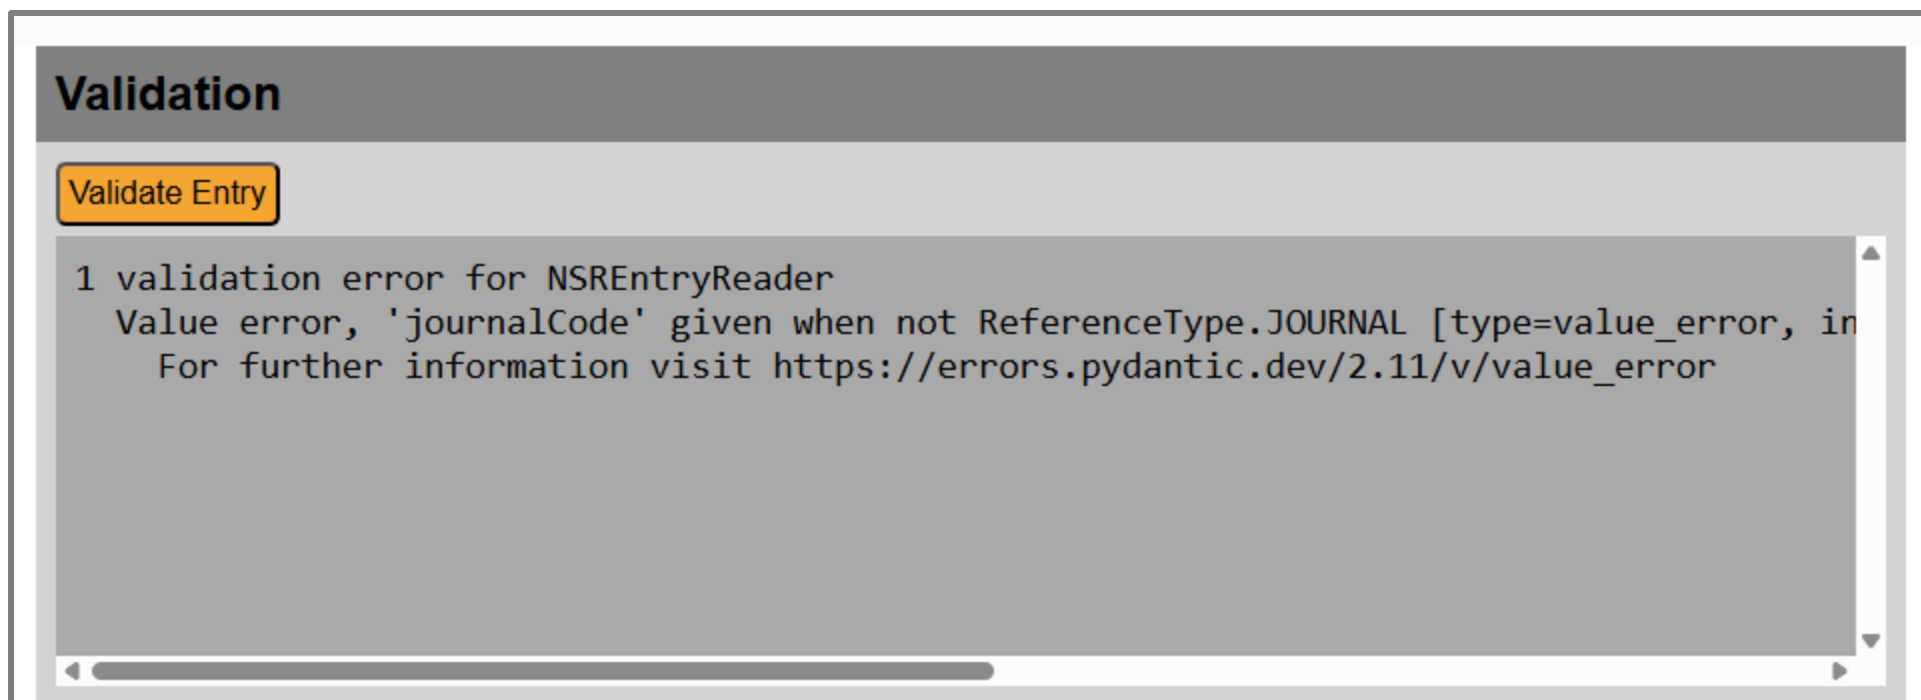 Validation
Validate Entry
1 validation error for NSREntryReader
Value error, 'journalCode' given when not ReferenceType.JOURNAL [type=value_error, in
For further information visit https://errors.pydantic.dev/2.11/v/value_error